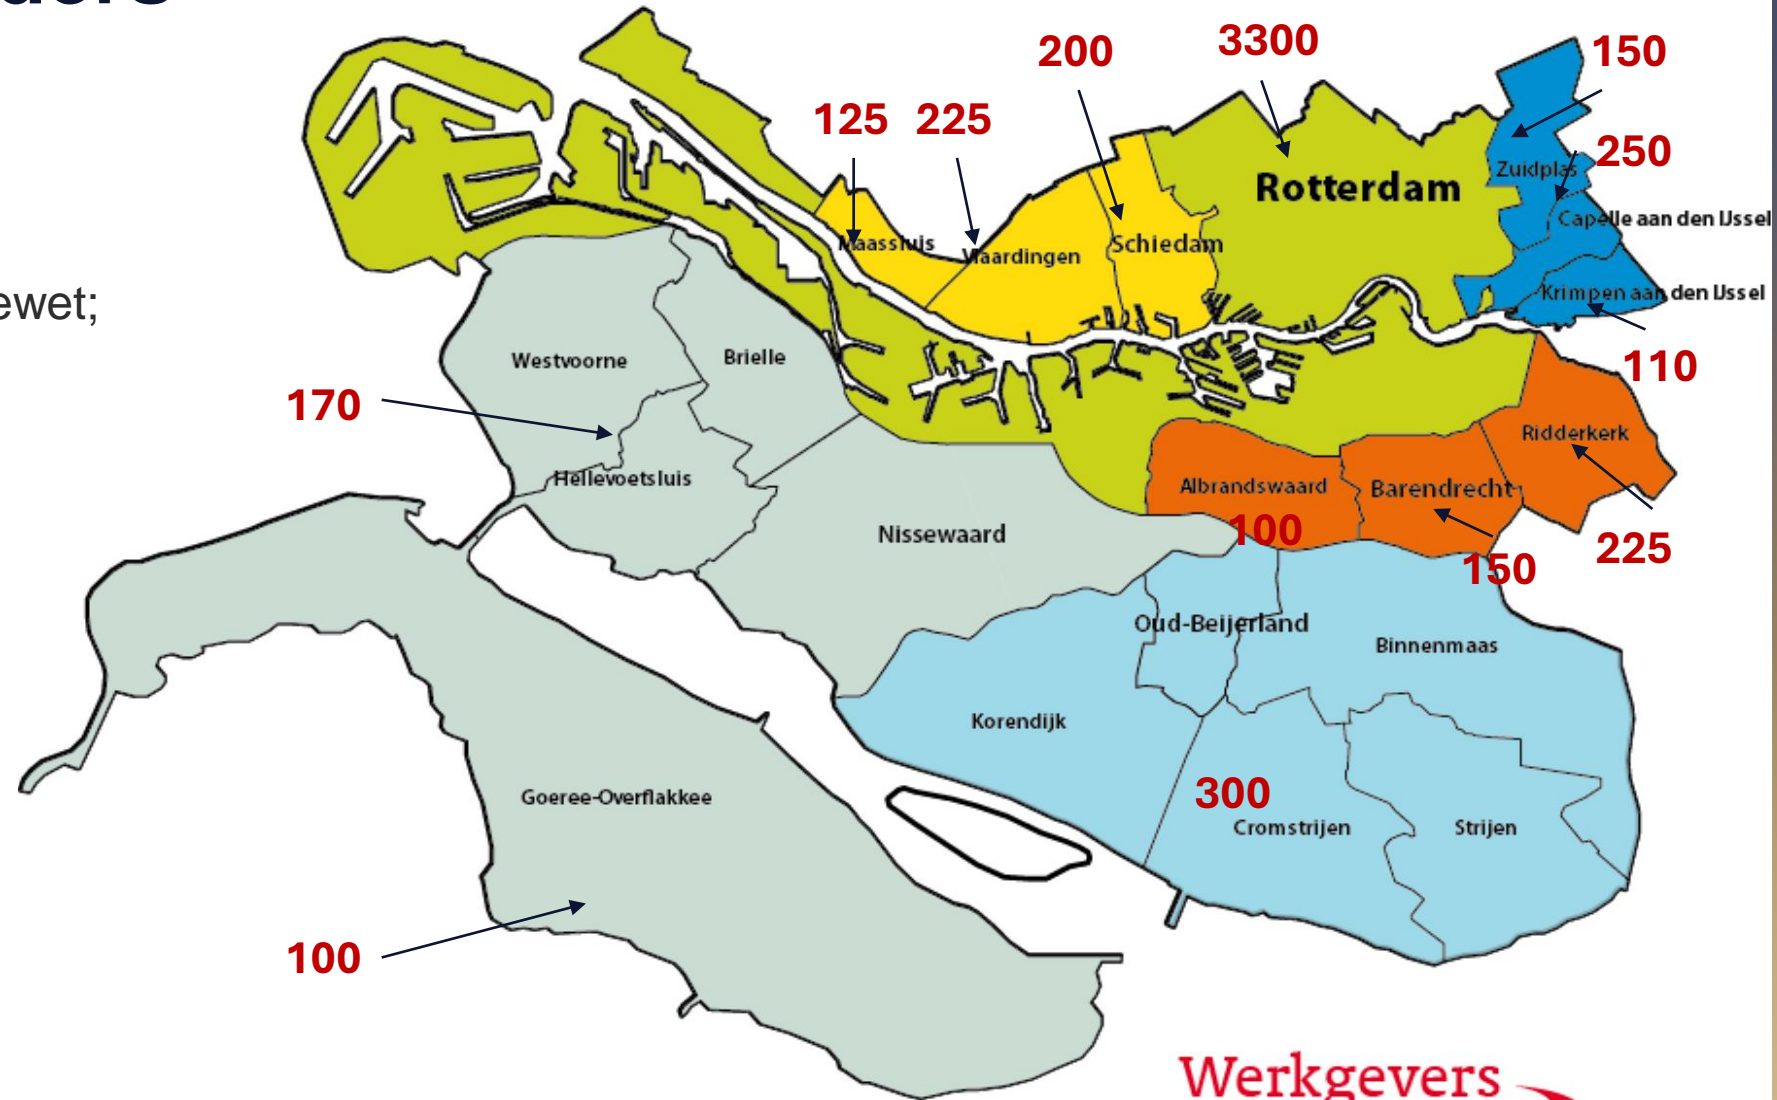 ewet;
200
3300
150
125
225
250
Rotterdam
Zuidplas
Capelle aan den IJssel
Maassluis
Vlaardingen
Schiedam
Krimpen aan den IJssel
110
Westvoorne
Brielle
170
Ridderkerk
Hellevoetsluis
Albrandswaard
Barendrecht
Nissewaard
100
225
150
Oud-Beijerland
Binnenmaas
Korendijk
Goeree-Overflakkee
300
Cromstrijen
Strijen
100
Werkgevers